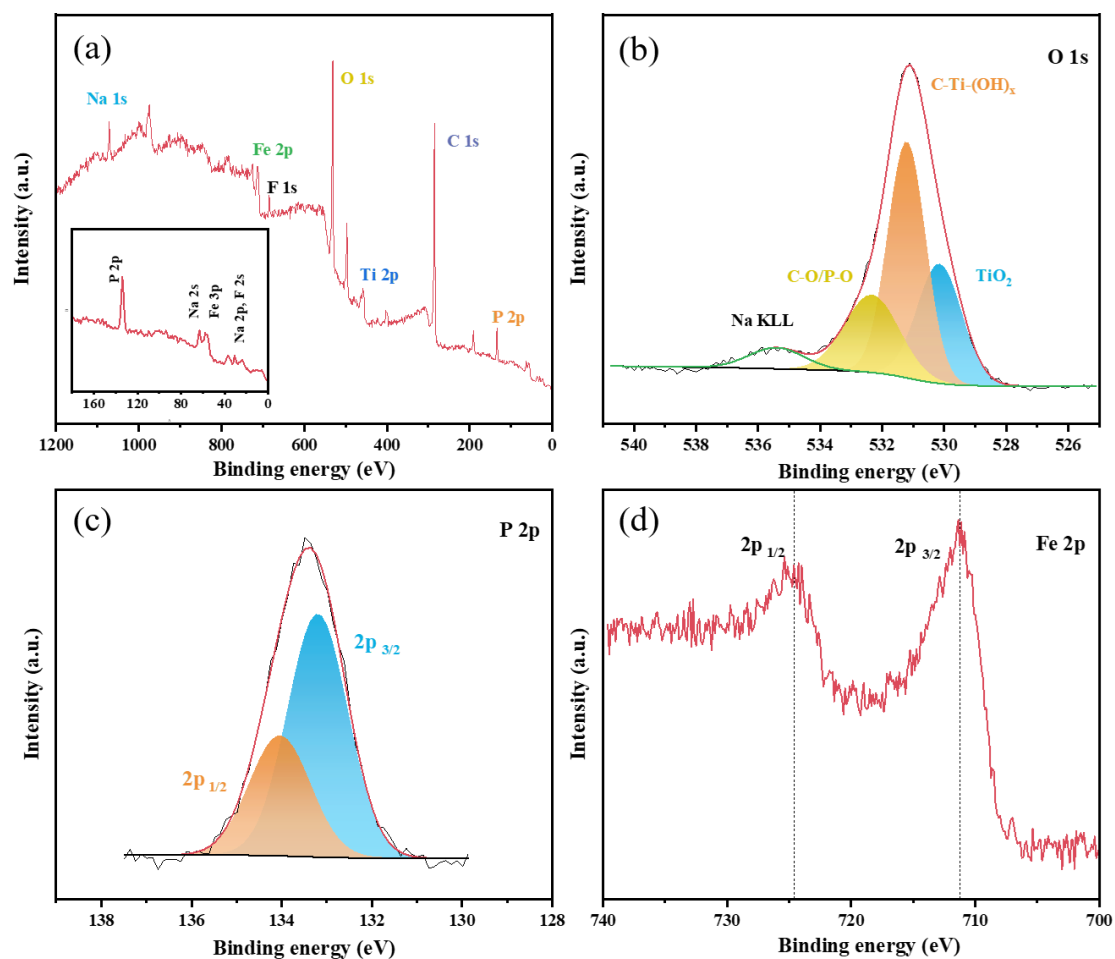 (a)
Na 1s
Fe 2p
F 1s
O 1s
Ti 2p
C 1s
P 2p
P 2p
Na 2s
Fe 3p
Na 2p, F 2s
160 120 80 40 0
1200 1000 800 600 400 200 0
Binding energy (eV)
Intensity (a.u.)
(b)
O 1s
C-Ti-(OH)x
C-O/P-O
TiO2
Na KLL
540 538 536 534 532 530 528 526
Binding energy (eV)
Intensity (a.u.)
(c)
P 2p
2p 3/2
2p 1/2
138 136 134 132 130 128
Binding energy (eV)
Intensity (a.u.)
(d)
2p 1/2
2p 3/2
Fe 2p
740 730 720 710 700
Binding energy (eV)
Intensity (a.u.)